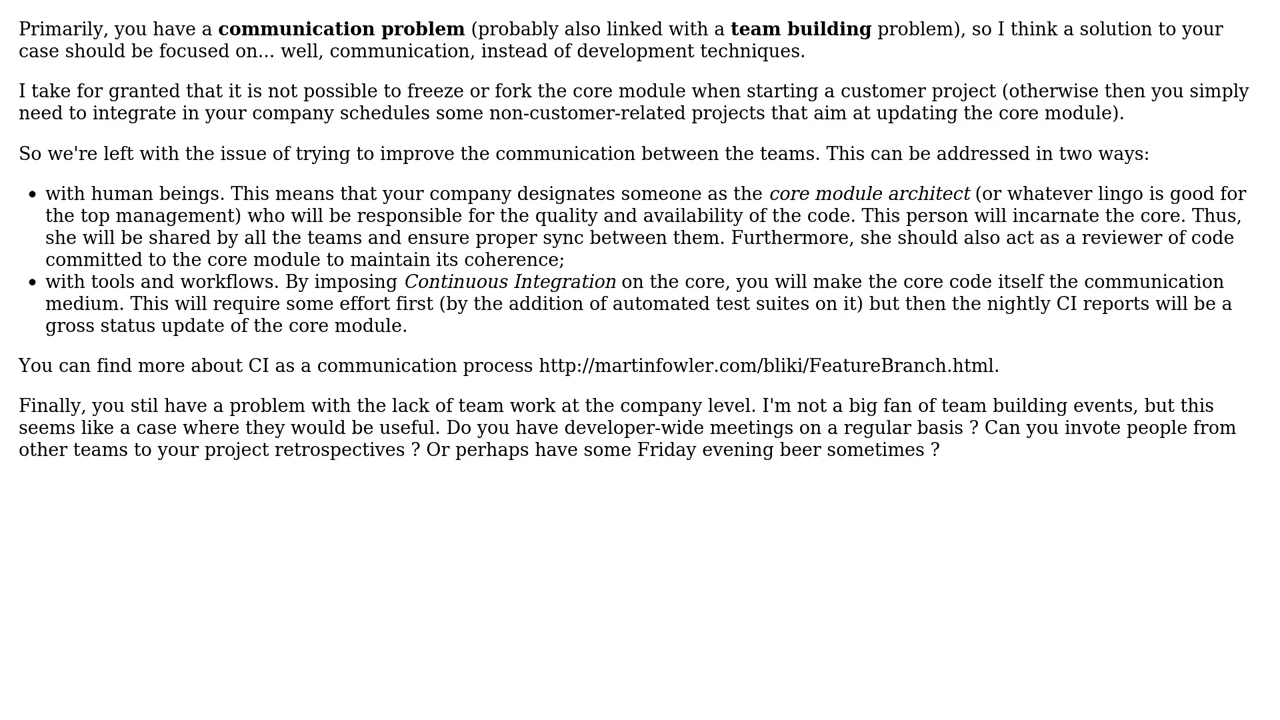 Primarily, you have a communication problem (probably also linked with a team building problem), so I think a solution to your
case should be focused on... well, communication, instead of development techniques.
I take for granted that it is not possible to freeze or fork the core module when starting a customer project (otherwise then you simply
need to integrate in your company schedules some non-customer-related projects that aim at updating the core module).
So we're left with the issue of trying to improve the communication between the teams. This can be addressed in two ways:
• with human beings. This means that your company designates someone as the core module architect (or whatever lingo is good for
the top management) who will be responsible for the quality and availability of the code. This person will incarnate the core. Thus,
she will be shared by all the teams and ensure proper sync between them. Furthermore, she should also act as a reviewer of code
committed to the core module to maintain its coherence;
• with tools and workflows. By imposing Continuous Integration on the core, you will make the core code itself the communication
medium. This will require some effort first (by the addition of automated test suites on it) but then the nightly CI reports will be a
gross status update of the core module.
You can find more about CI as a communication process http://martinfowler.com/bliki/FeatureBranch.html.
Finally, you stil have a problem with the lack of team work at the company level. I'm not a big fan of team building events, but this
seems like a case where they would be useful. Do you have developer-wide meetings on a regular basis ? Can you invote people from
other teams to your project retrospectives ? Or perhaps have some Friday evening beer sometimes ?